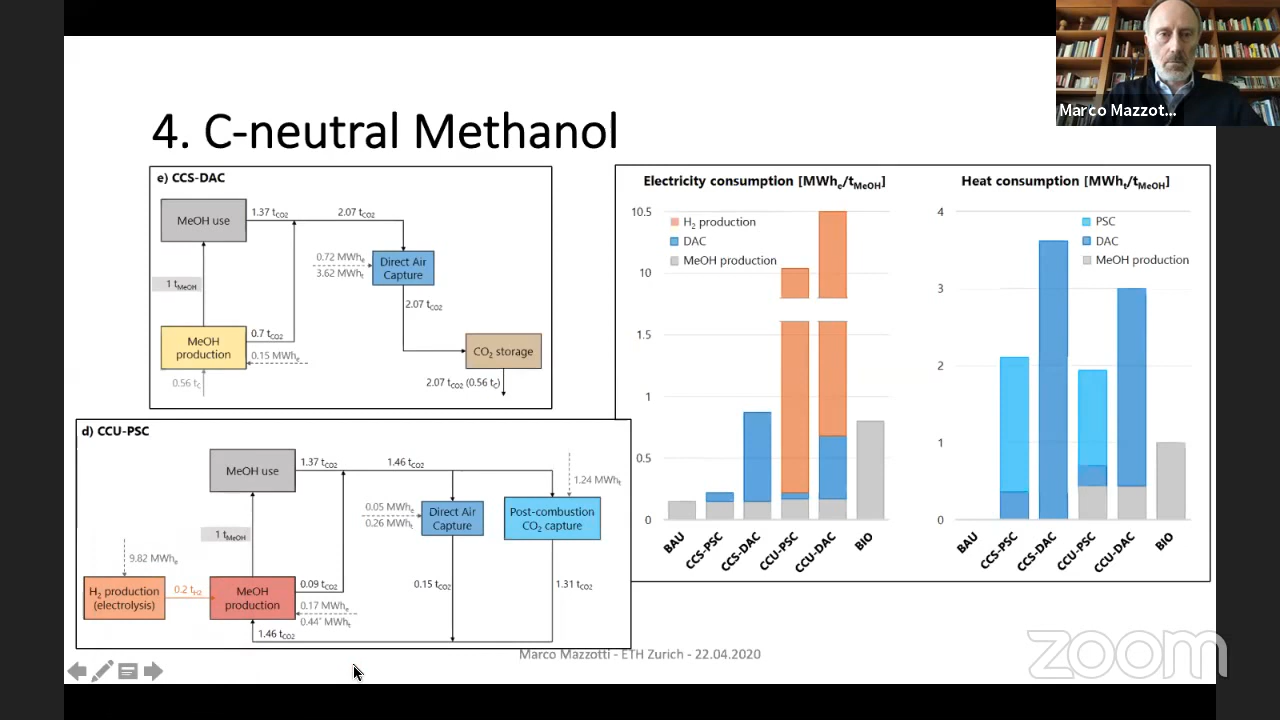 Marco Mazzot...
4. C-neutral Methanol
e) CCS-DAC
MeOH use
1.37 tCO2
2.07 tCO2
0.72 MWhe
3.62 MWht
Direct Air
Capture
1 tMeOH
2.07 tCO2
0.7 tCO2
MeOH
production
0.15 MWhe
CO2 storage
0.56 tC
2.07 tCO2 (0.56 tC)
d) CCU-PSC
MeOH use
1.37 tCO2
1.46 tCO2
1.24 MWht
0.05 MWhe
0.26 MWht
Direct Air
Capture
Post-combustion
CO2 capture
1 tMeOH
9.82 MWhe
H2 production
(electrolysis)
0.2 tH2
MeOH
production
0.09 tCO2
0.15 tCO2
1.31 tCO2
0.17 MWhe
0.44* MWht
1.46 tCO2
Electricity consumption [MWhe/tMeOH]
10.5
10
1.5
1
0.5
0
H2 production
DAC
MeOH production
BAU
CCS-PSC
CCS-DAC
CCU-PSC
CCU-DAC
BIO
Heat consumption [MWht/tMeOH]
4
3
2
1
0
PSC
DAC
MeOH production
BAU
CCS-PSC
CCS-DAC
CCU-PSC
CCU-DAC
BIO
Marco Mazzotti - ETH Zurich - 22.04.2020
zoom